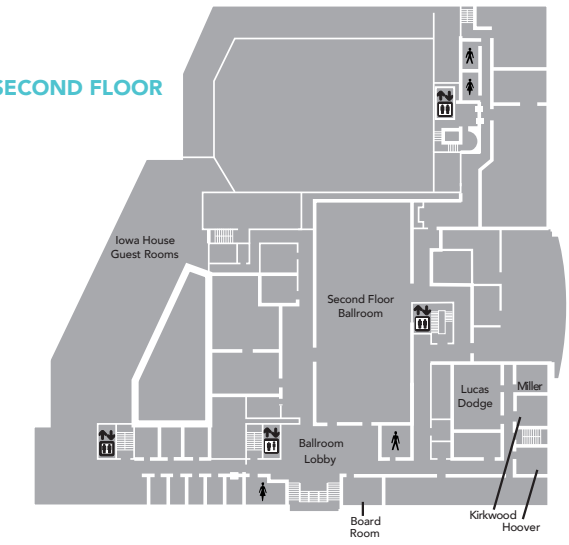 SECOND FLOOR
Iowa House
Guest Rooms
Second Floor
Ballroom
Lucas
Dodge
Miller
Ballroom
Lobby
Board
Room
Kirkwood
Hoover